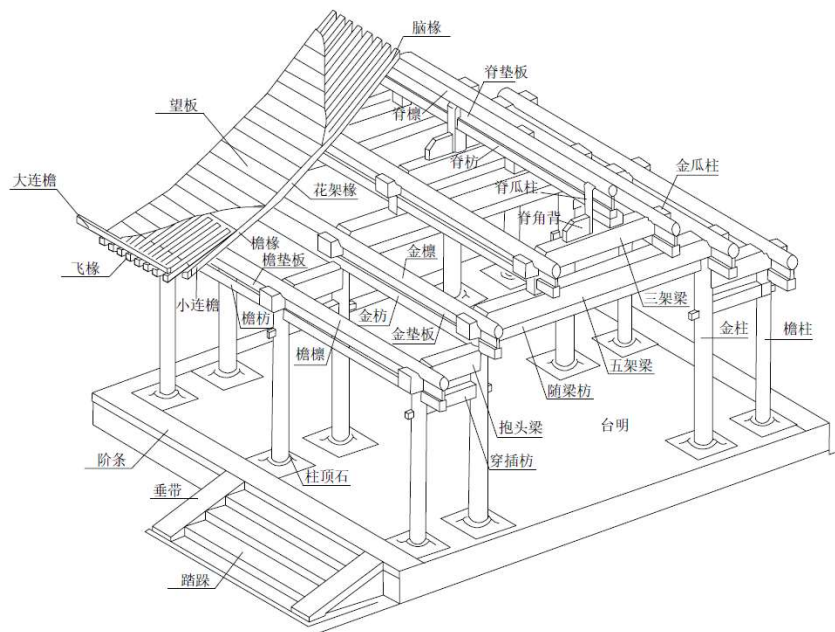 脑椽
脊垫板
望板
脊檩
脊枋
金瓜柱
大连檐
花架椽
脊瓜柱
脊角背
飞椽
檐椽
檐垫板
金檩
小连檐
三架梁
檐枋
金枋
金垫板
金柱
檐柱
檐檩
五架梁
随梁枋
抱头梁
台明
阶条
穿插枋
柱顶石
垂带
踏跺